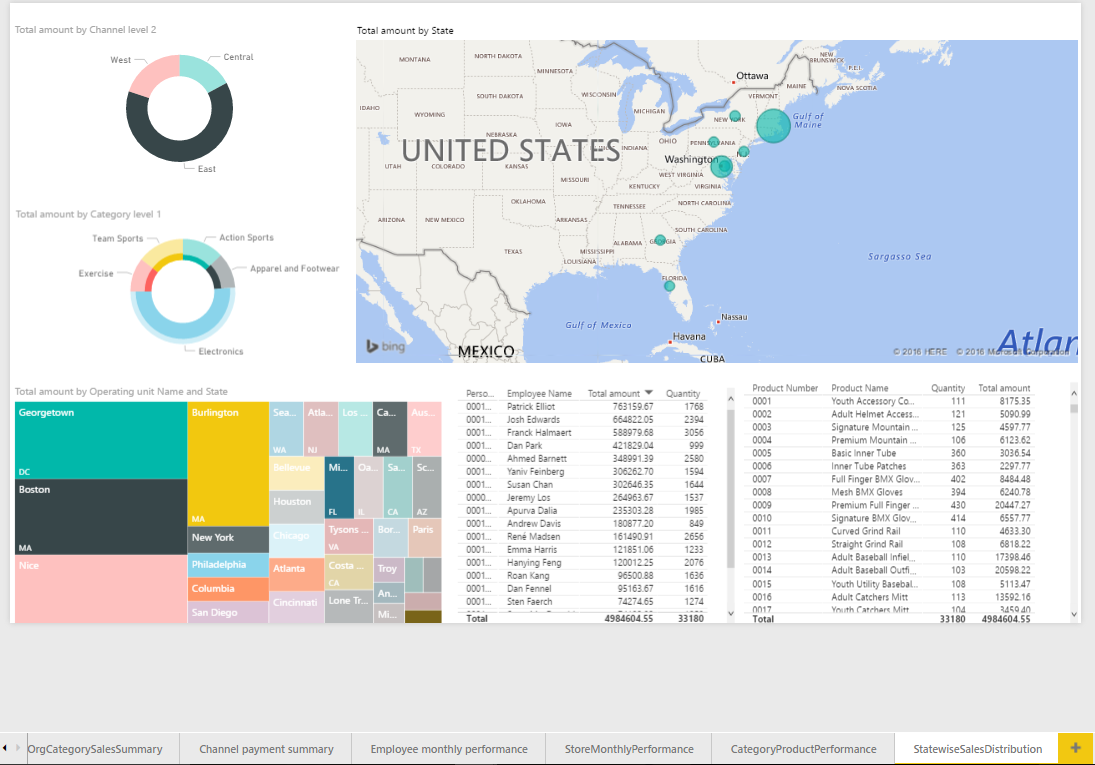 Total amount by Channel level 2
West
Central
East
Total amount by Category level 1
Team Sports
Action Sports
Exercise
Apparel and Footwear
Electronics
Total amount by State
MONTANA
NORTH DAKOTA
MINNESOTA
Ottawa
NEW BRUNSWICK
P.E.I.
MAINE
NOVA SCOTIA
SOUTH DAKOTA
WISCONSIN
VERMONT
IDAHO
WYOMING
MICHIGAN
NEW YORK
Gulf of Maine
IOWA
NEBRASKA
UNITED STATES
INDIANA
OHIO
PENNSYLVANIA
UTAH
COLORADO
KANSAS
Washington
WEST VIRGINIA
MISSOURI
KENTUCKY
VIRGINIA
OKLAHOMA
TENNESSEE
NORTH CAROLINA
ARIZONA
NEW MEXICO
ARKANSAS
SOUTH CAROLINA
ALABAMA
GEORGIA
TEXAS
MISSISSIPPI
LOUISIANA
Sargasso Sea
FLORIDA
Gulf of Mexico
Nassau
Havana
MEXICO
CUBA
bing
Atlan
© 2016 HERE © 2016 Microsoft Corporation
Total amount by Operating unit Name and State
Georgetown
DC
Boston
MA
Nice
Burlington
MA
New York
Philadelphia
Columbia
San Diego
Sea...
WA
Atla...
NJ
Los ...
Ca...
MA
Aus...
TX
Bellevue
Houston
Chicago
Atlanta
Cincinnati
Mi...
FL
Oa...
IL
Sa...
CA
Sc...
AZ
Tysons ...
VA
Bor...
Paris
Costa ...
CA
Troy
Lone Tr...
An...
Mi...
Perso... Employee Name Total amount Quantity
0001... Patrick Elliot 763159.67 1768
0001... Josh Edwards 664822.05 2394
0001... Franck Halmaert 588979.68 3056
0001... Dan Park 421829.04 999
0000... Ahmed Barnett 348991.39 2580
0001... Yaniv Feinberg 306262.70 1594
0001... Susan Chan 302646.35 1644
0000... Jeremy Los 264963.67 1537
0001... Apurva Dalia 235303.28 1985
0001... Andrew Davis 180877.20 849
0001... René Madsen 161490.91 2656
0001... Emma Harris 121851.06 1233
0001... Hanying Feng 120012.25 2076
0001... Roan Kang 96500.88 1636
0001... Dan Fennel 95163.67 1616
0001... Sten Faerch 74274.65 1274
Total 4984604.55 33180
Product Number Product Name Quantity Total amount
0001 Youth Accessory Co... 111 8175.35
0002 Adult Helmet Access... 121 5090.99
0003 Signature Mountain ... 125 4597.77
0004 Premium Mountain ... 106 6123.62
0005 Basic Inner Tube 360 3036.54
0006 Inner Tube Patches 363 2297.77
0007 Full Finger BMX Glov... 402 8484.48
0008 Mesh BMX Gloves 394 6240.78
0009 Premium Full Finger ... 430 20447.27
0010 Signature BMX Glov... 414 6557.77
0011 Curved Grind Rail 110 4633.30
0012 Straight Grind Rail 108 6818.22
0013 Adult Baseball Infiel... 110 17398.46
0014 Adult Baseball Outfi... 103 20598.22
0015 Youth Utility Basebal... 108 5113.47
0016 Adult Catchers Mitt 113 13592.16
0017 Youth Catchers Mitt 104 3459.40
Total 33180 4984604.55
OrgCategorySalesSummary
Channel payment summary
Employee monthly performance
StoreMonthlyPerformance
CategoryProductPerformance
StatewiseSalesDistribution
+